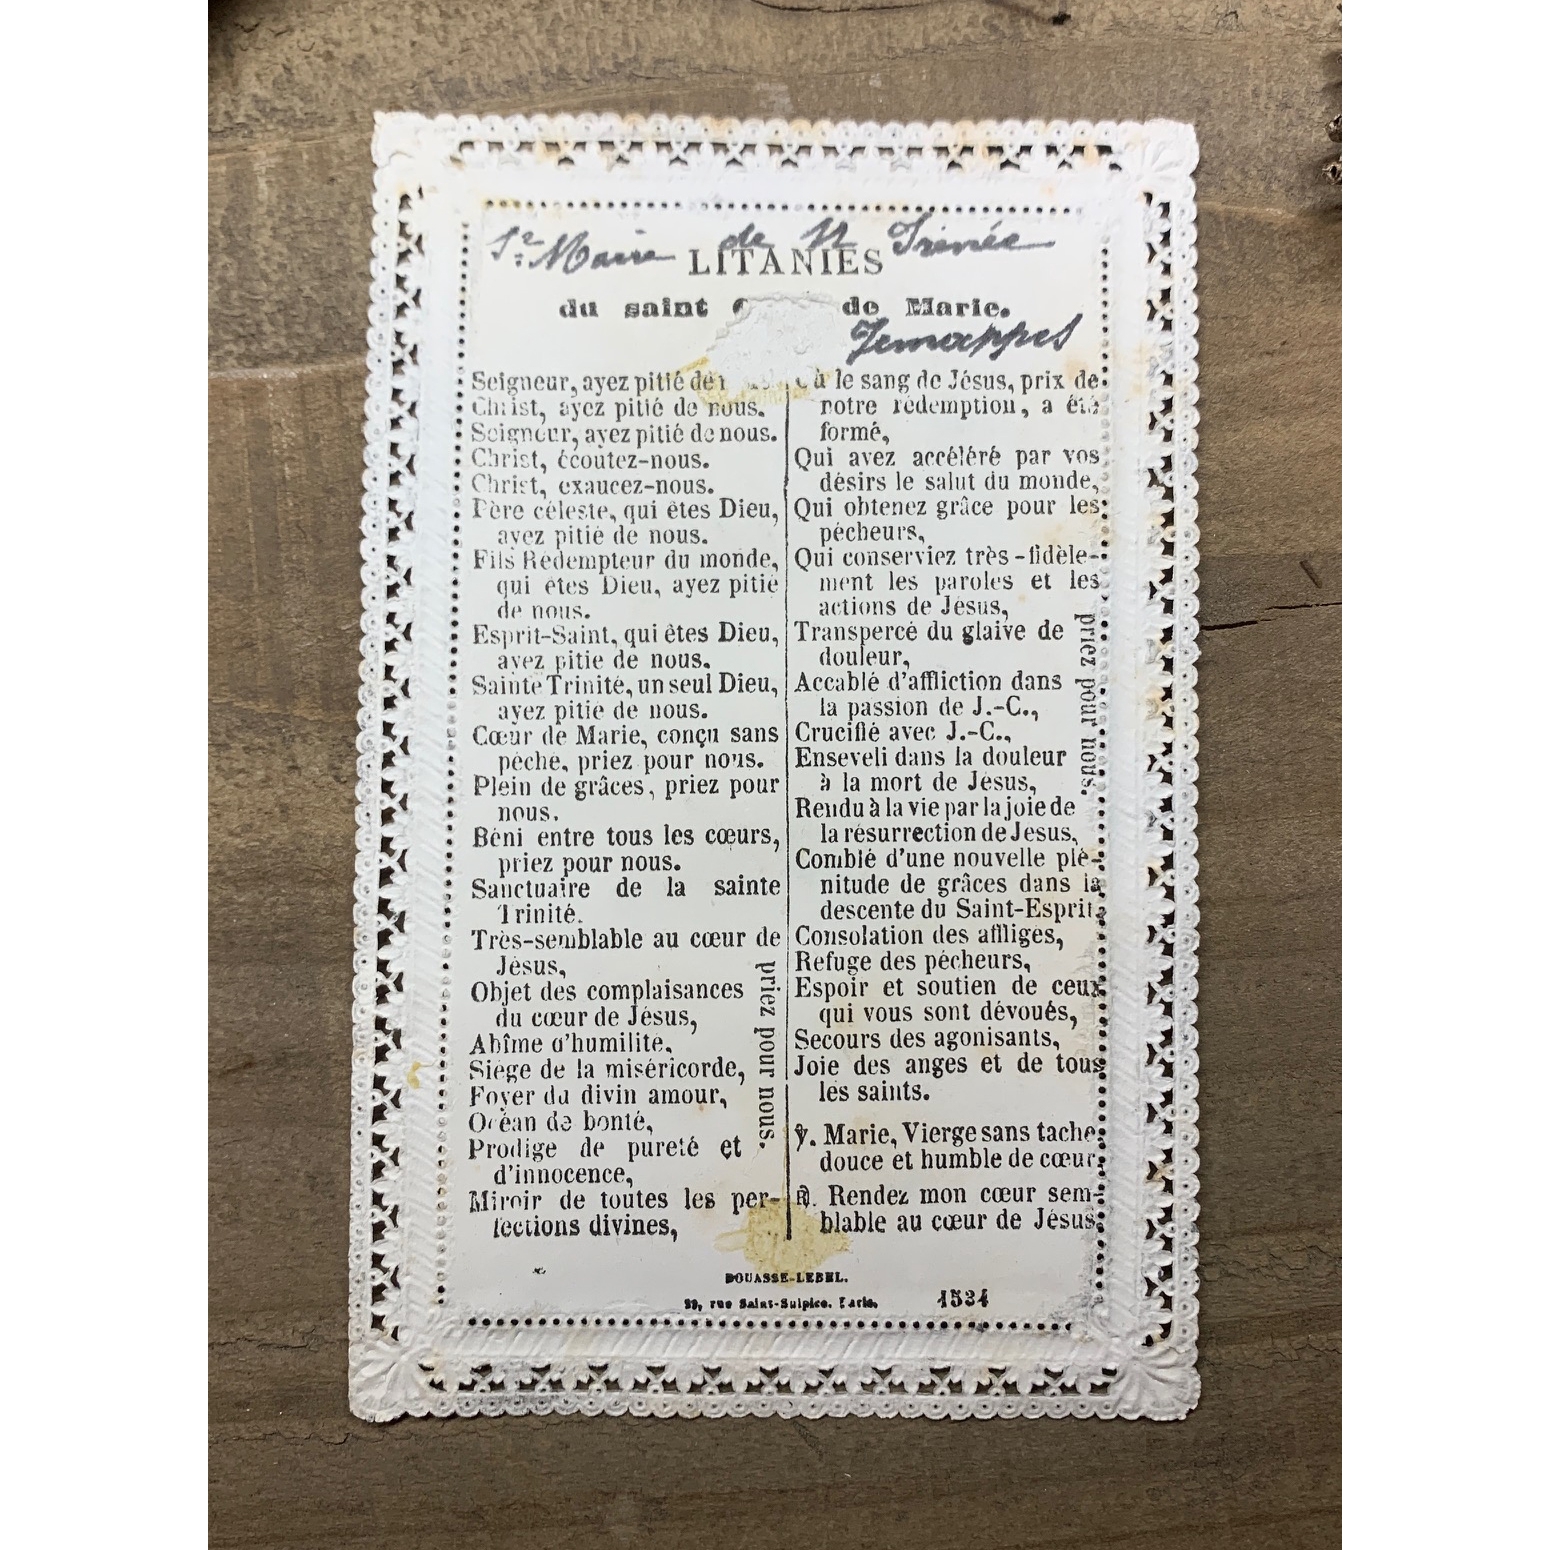 Sr Marie de St Irénée
LITANIES
du saint de Marie.
Jemappes
Seigneur, ayez pitié de
Christ, ayez pitié de nous.
Seigneur, ayez pitié de nous.
Christ, écoutez-nous.
Christ, exaucez-nous.
Père céleste, qui êtes Dieu,
ayez pitié de nous.
Fils Rédempteur du monde,
qui êtes Dieu, ayez pitié
de nous.
Esprit-Saint, qui êtes Dieu,
ayez pitié de nous.
Sainte Trinité, un seul Dieu,
ayez pitié de nous.
Cœur de Marie, conçu sans
péché, priez pour nous.
Plein de grâces, priez pour
nous.
Béni entre tous les cœurs,
priez pour nous.
Sanctuaire de la sainte
Trinité.
Très-semblable au cœur de
Jésus,
Objet des complaisances
du cœur de Jésus,
Abîme d'humilité,
Siége de la miséricorde,
Foyer du divin amour,
Océan de bonté,
Prodige de pureté et
d'innocence,
Miroir de toutes les per-
fections divines,
priez pour nous.
le sang de Jésus, prix de
notre rédemption, a été
formé,
Qui avez accéléré par vos
désirs le salut du monde,
Qui obtenez grâce pour les
pécheurs,
Qui conserviez très-fidèle-
ment les paroles et les
actions de Jésus,
Transpercé du glaive de
douleur,
Accablé d'affliction dans
la passion de J.-C.,
Crucifié avec J.-C.,
Enseveli dans la douleur
à la mort de Jésus,
Rendu à la vie par la joie de
la résurrection de Jésus,
Comblé d'une nouvelle plé-
nitude de grâces dans la
descente du Saint-Esprit,
Consolation des affligés,
Refuge des pécheurs,
Espoir et soutien de ceux
qui vous sont dévoués,
Secours des agonisants,
Joie des anges et de tous
les saints.
priez pour nous.
℣. Marie, Vierge sans tache,
douce et humble de cœur,
℟. Rendez mon cœur sem-
blable au cœur de Jésus.
DOUASSE-LEBEL.
rue Saint-Sulpice. Paris.
1534